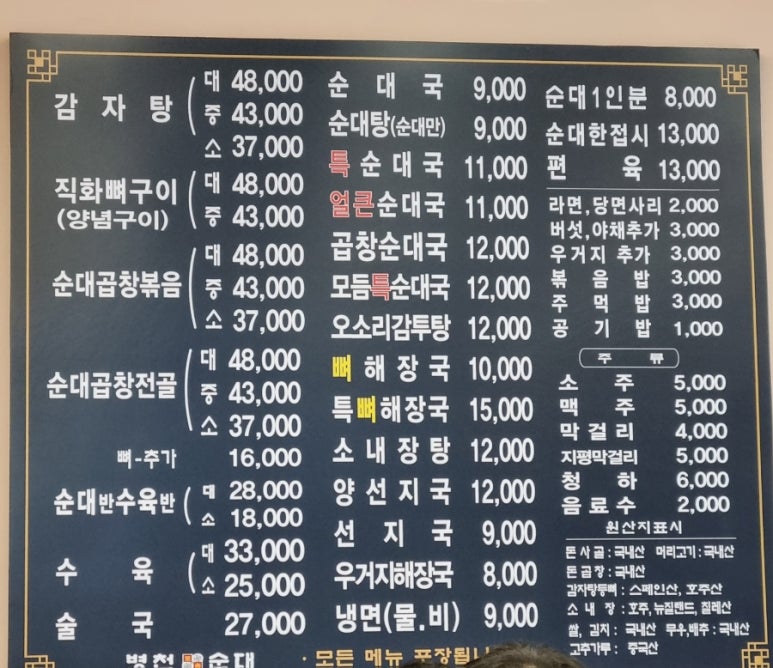 감자탕 대 48,000
중 43,000
소 37,000
직화뼈구이 (양념구이) 대 48,000
중 43,000
순대곱창볶음 대 48,000
중 43,000
소 37,000
순대곱창전골 대 48,000
중 43,000
소 37,000
뼈-추가 16,000
순대반수육반 대 28,000
소 18,000
수육 대 33,000
소 25,000
술국 27,000
순대국 9,000
순대탕(순대만) 9,000
특순대국 11,000
얼큰순대국 11,000
곱창순대국 12,000
모듬특순대국 12,000
오소리감투탕 12,000
뼈해장국 10,000
특뼈해장국 15,000
소내장탕 12,000
양선지국 12,000
선지국 9,000
우거지해장국 8,000
냉면(물.비) 9,000
순대1인분 8,000
순대한접시 13,000
편육 13,000
라면,당면사리 2,000
버섯,야채추가 3,000
우거지 추가 3,000
볶음밥 3,000
주먹밥 3,000
공기밥 1,000
주류
소주 5,000
맥주 5,000
막걸리 4,000
지평막걸리 5,000
청하 6,000
음료수 2,000
원산지표시
돈사골 : 국내산 머리고기 : 국내산
돈곱창 : 국내산
감자탕등뼈 : 스페인산, 호주산
소내장 : 호주, 뉴질랜드, 칠레산
쌀, 김치 : 국내산 무우,배추 : 국내산
고추가루 : 중국산
병천순대 · 모든 메뉴 포장됩니